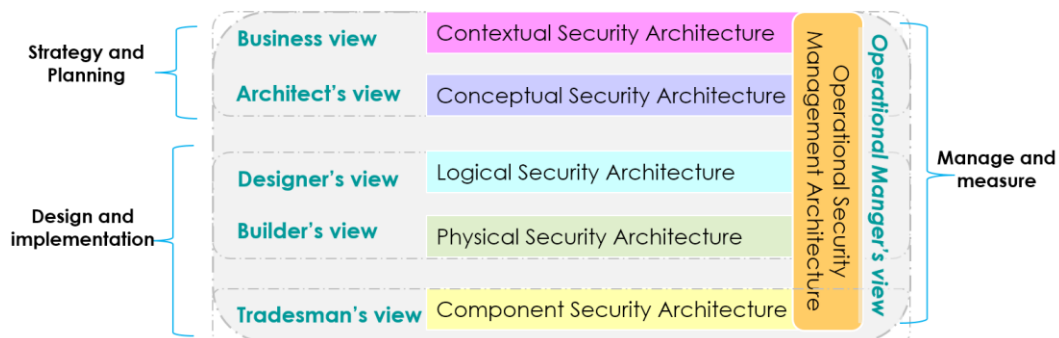 Strategy and
Planning
Business view
Contextual Security Architecture
Architect's view
Conceptual Security Architecture
Design and
implementation
Designer's view
Logical Security Architecture
Builder's view
Physical Security Architecture
Tradesman's view
Component Security Architecture
Operational Security
Management Architecture
Operational Manger's view
Manage and
measure